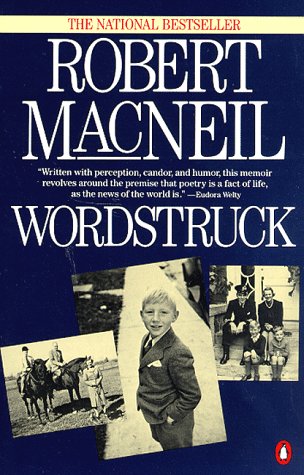 THE NATIONAL BESTSELLER
ROBERT
MACNEIL
“Written with perception, candor, and humor, this memoir
revolves around the premise that poetry is a fact of life,
as the news of the world is.”—Eudora Welty
WORDSTRUCK